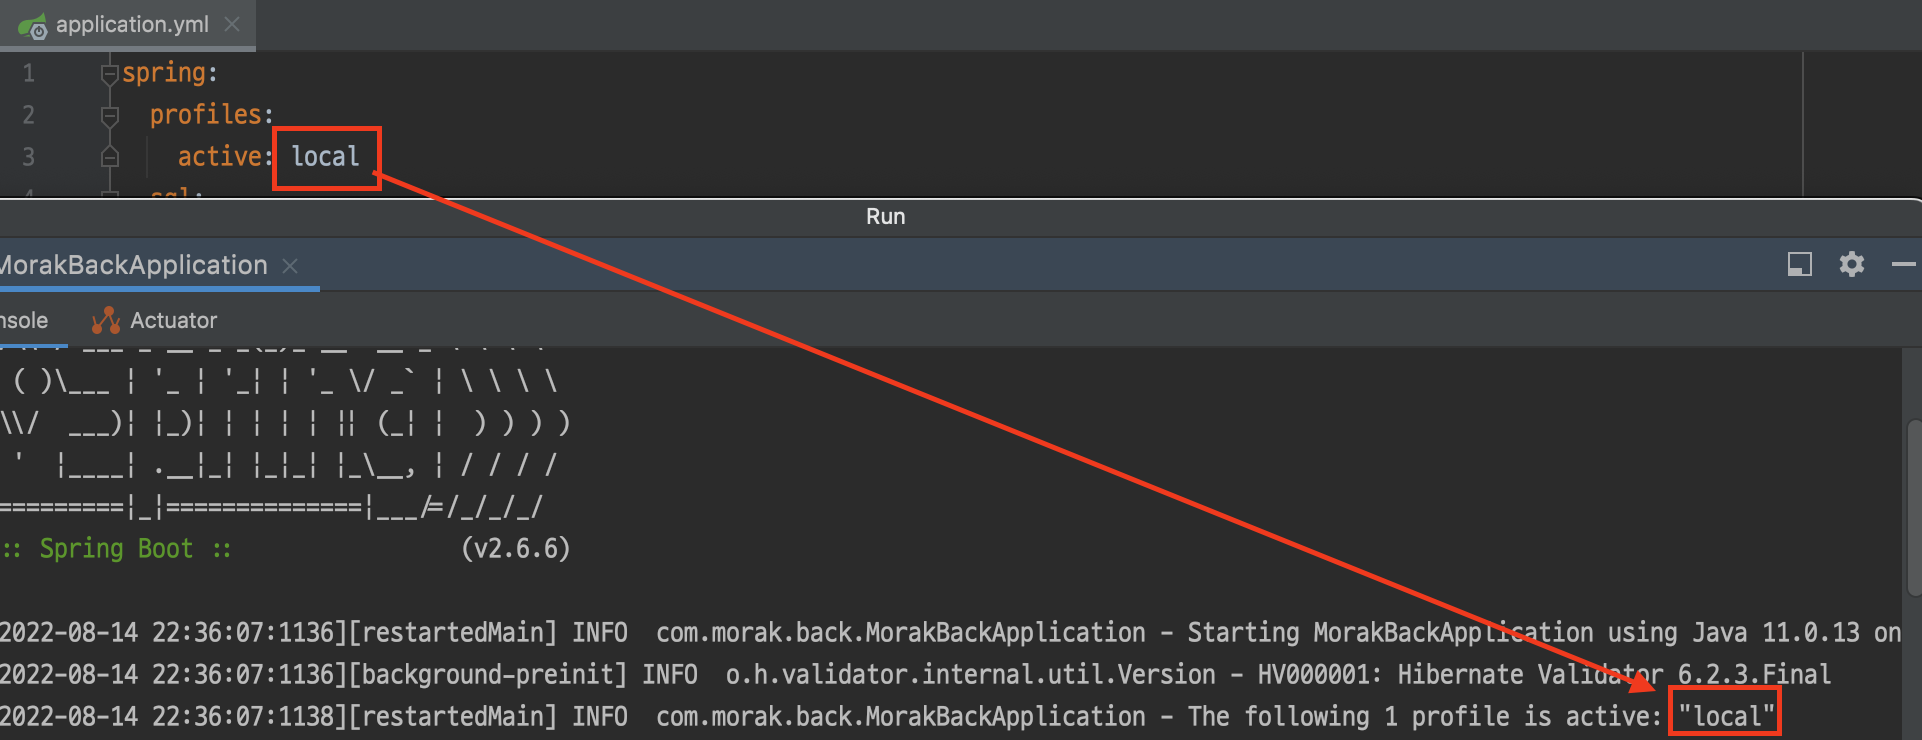 application.yml
1 spring:
2 profiles:
3 active: local
4 sql:
Run
MorakBackApplication
nsole Actuator
( )\___ ¦ '_ ¦ '_¦ ¦ '_ \/ _` ¦ \ \ \ \
\\/  ___)¦ ¦_)¦ ¦ ¦ ¦ ¦ ¦¦ (_¦ ¦  ) ) ) )
'  ¦____¦ .__¦_¦ ¦_¦_¦ ¦_\__, ¦ / / / /
=========¦_¦==============¦___/=/_/_/_/
:: Spring Boot :: (v2.6.6)
2022-08-14 22:36:07:1136][restartedMain] INFO  com.morak.back.MorakBackApplication - Starting MorakBackApplication using Java 11.0.13 on
2022-08-14 22:36:07:1136][background-preinit] INFO  o.h.validator.internal.util.Version - HV000001: Hibernate Validator 6.2.3.Final
2022-08-14 22:36:07:1138][restartedMain] INFO  com.morak.back.MorakBackApplication - The following 1 profile is active: "local"